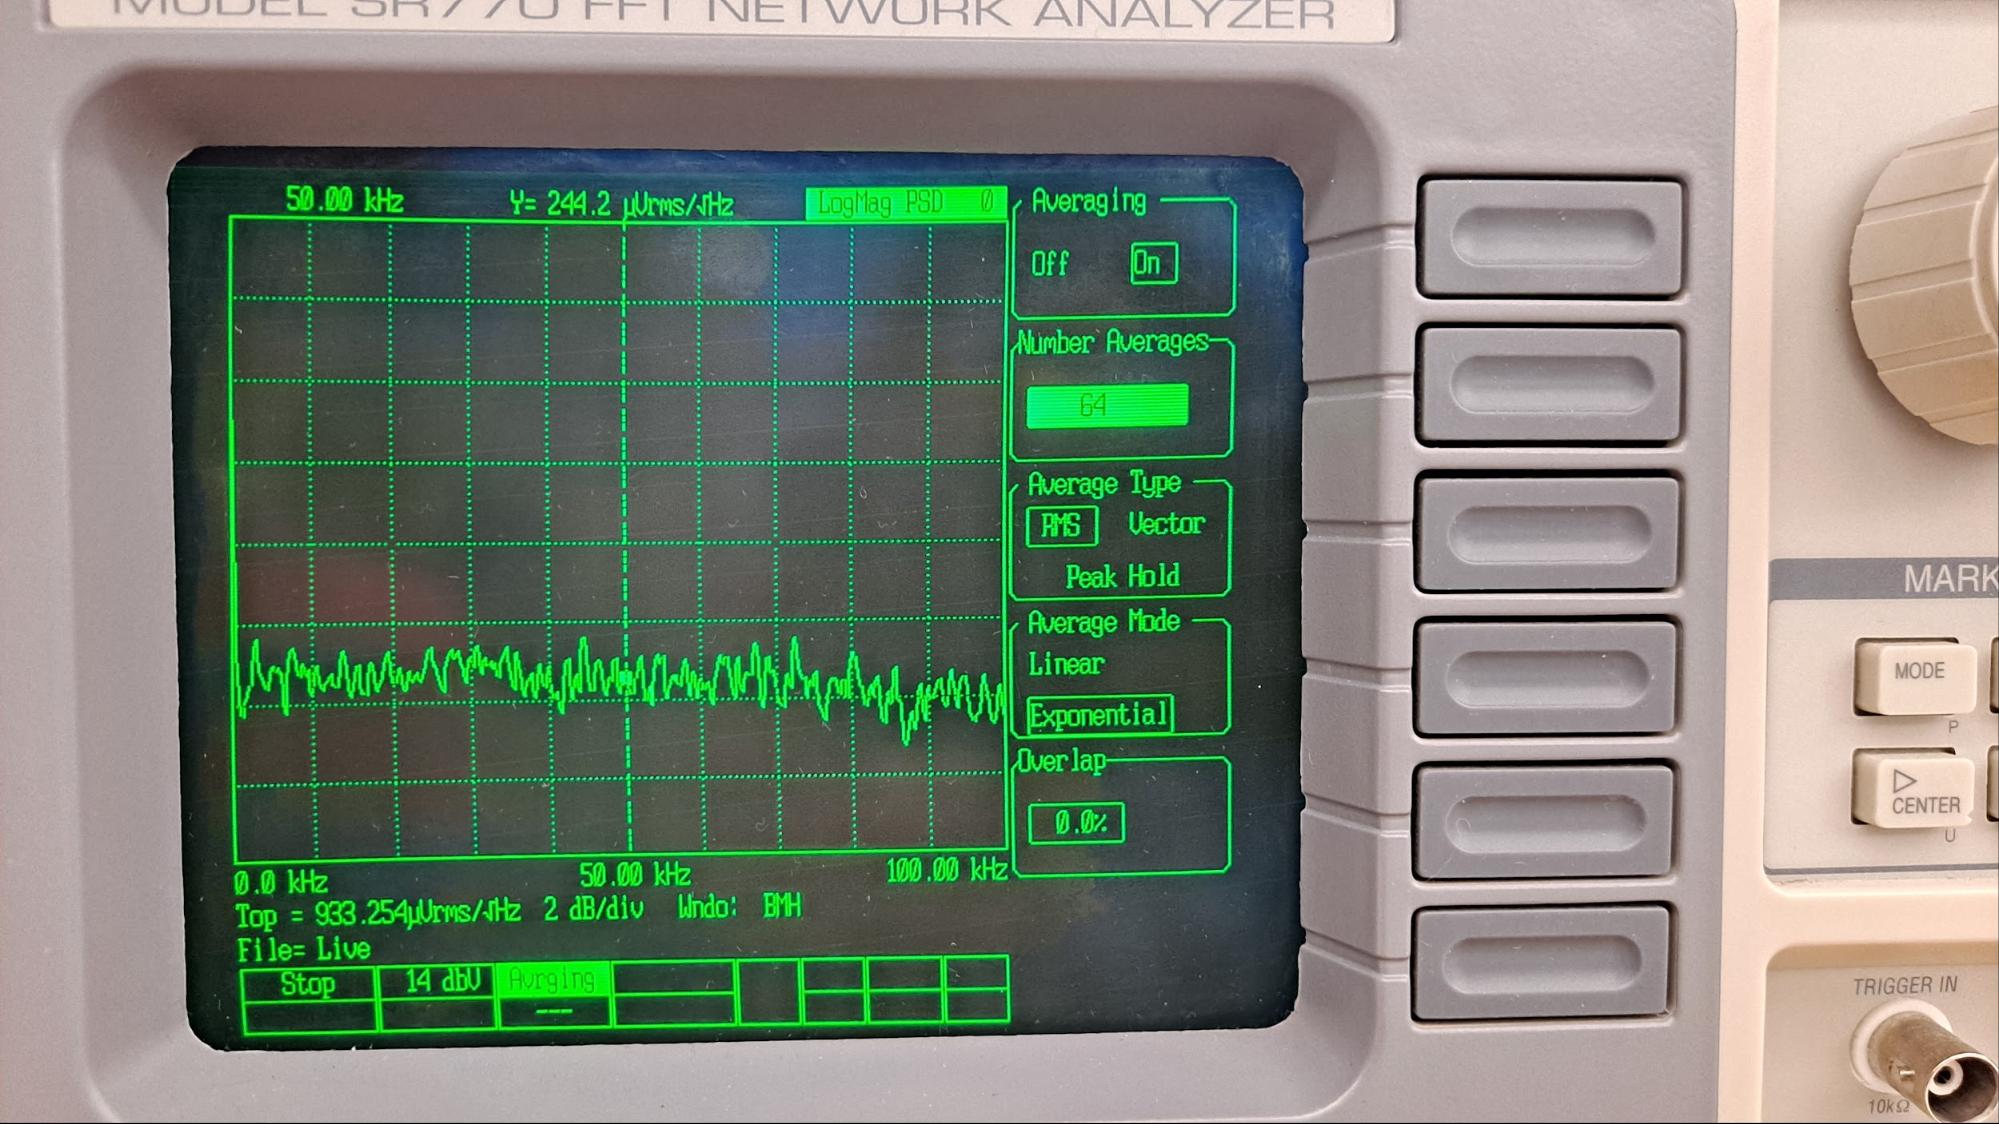 MODEL SR770 FFT NETWORK ANALYZER
50.00 kHz Y= 244.2 µVrms/√Hz LogMag PSD 0
Averaging
Off On
Number Averages
64
Average Type
RMS Vector
Peak Hold
Average Mode
Linear
Exponential
Overlap
0.0%
0.0 kHz 50.00 kHz 100.00 kHz
Top = 933.254µVrms/√Hz 2 dB/div Wndo: BMH
File= Live
Stop 14 dbV Avrging
---
MARK
MODE
P
CENTER
U
TRIGGER IN
10kΩ